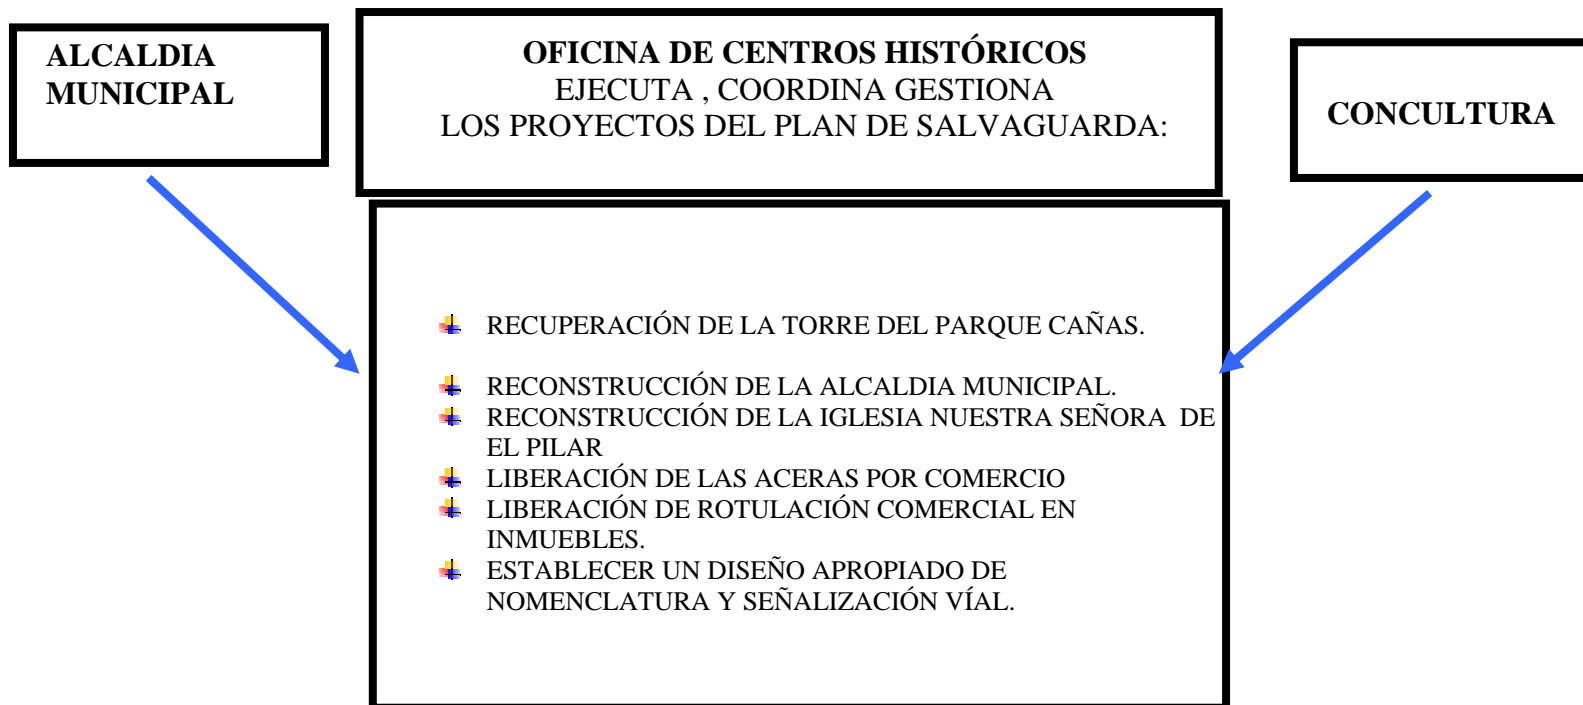 ALCALDIA
MUNICIPAL
OFICINA DE CENTROS HISTÓRICOS
EJECUTA , COORDINA GESTIONA
LOS PROYECTOS DEL PLAN DE SALVAGUARDA:
CONCULTURA
RECUPERACIÓN DE LA TORRE DEL PARQUE CAÑAS.
RECONSTRUCCIÓN DE LA ALCALDIA MUNICIPAL.
RECONSTRUCCIÓN DE LA IGLESIA NUESTRA SEÑORA DE
EL PILAR
LIBERACIÓN DE LAS ACERAS POR COMERCIO
LIBERACIÓN DE ROTULACIÓN COMERCIAL EN
INMUEBLES.
ESTABLECER UN DISEÑO APROPIADO DE
NOMENCLATURA Y SEÑALIZACIÓN VÍAL.